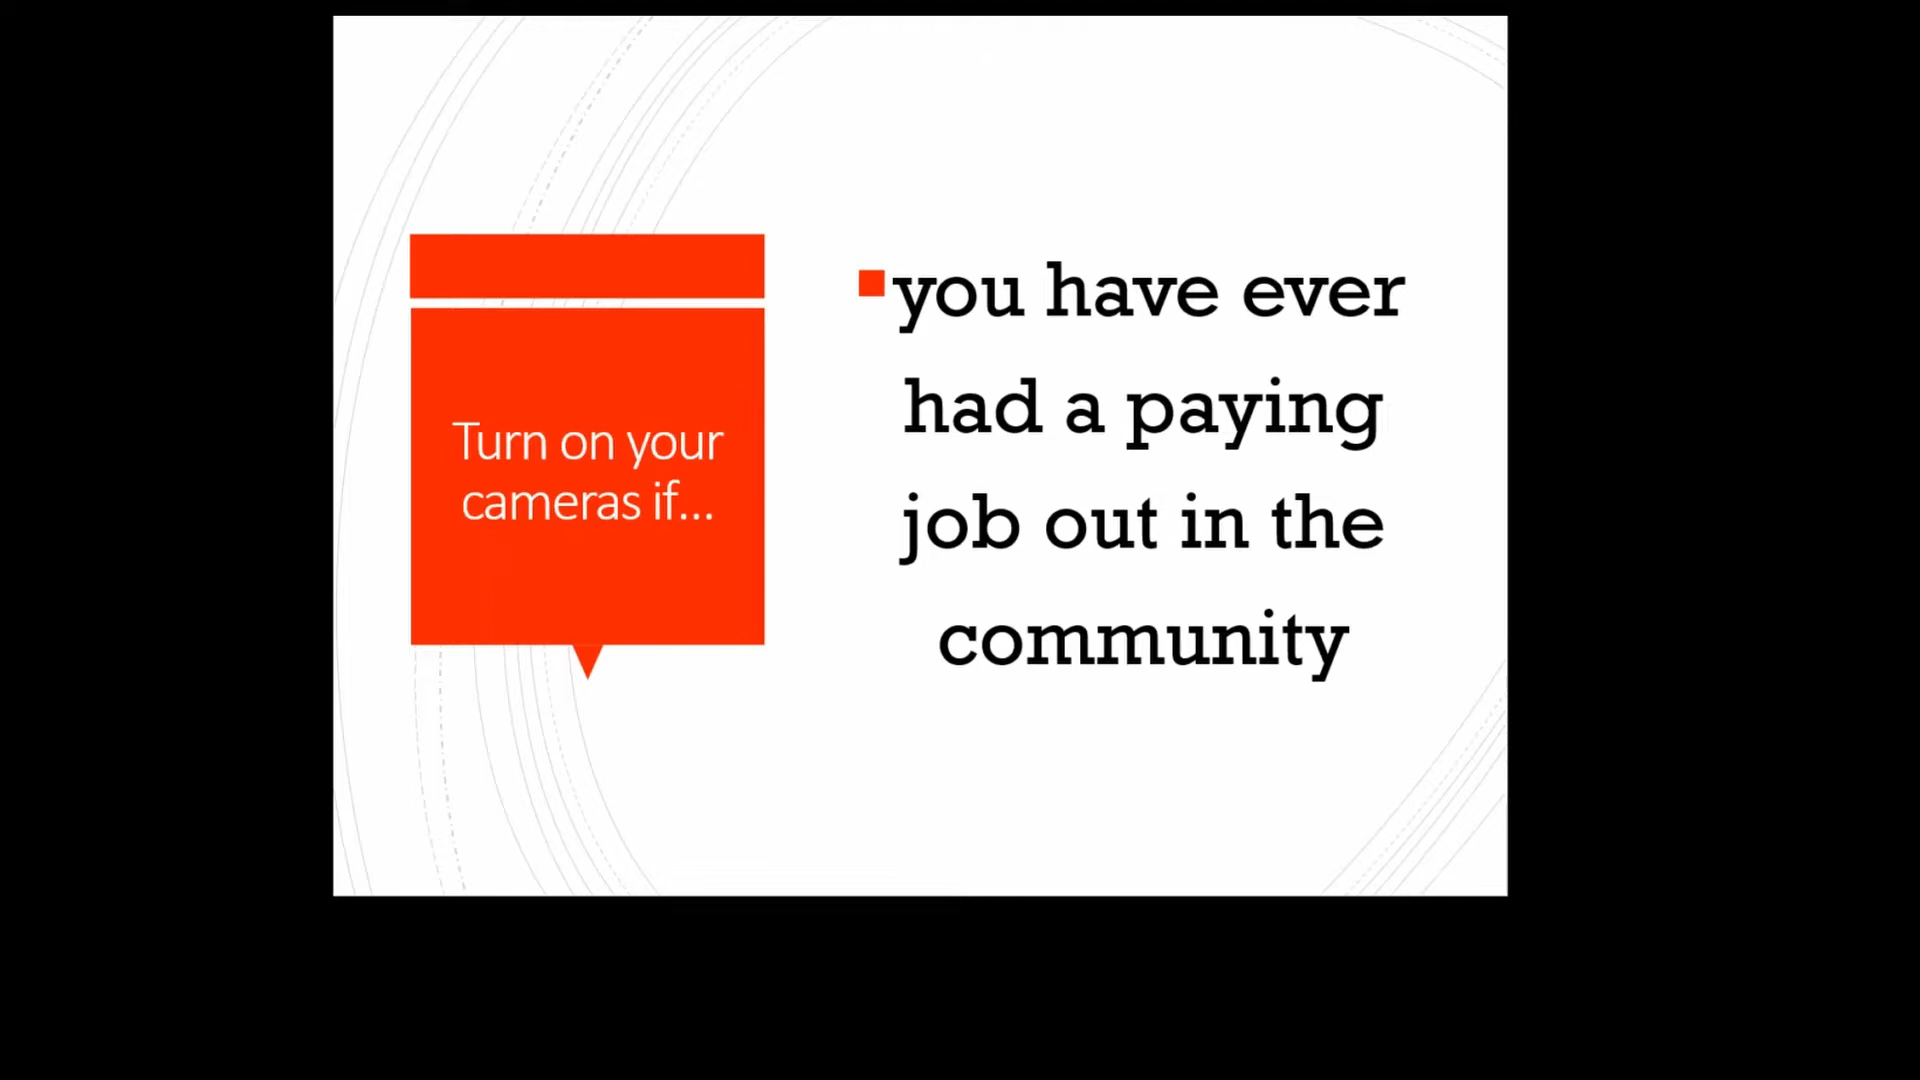 Turn on your
cameras if...
you have ever
had a paying
job out in the
community